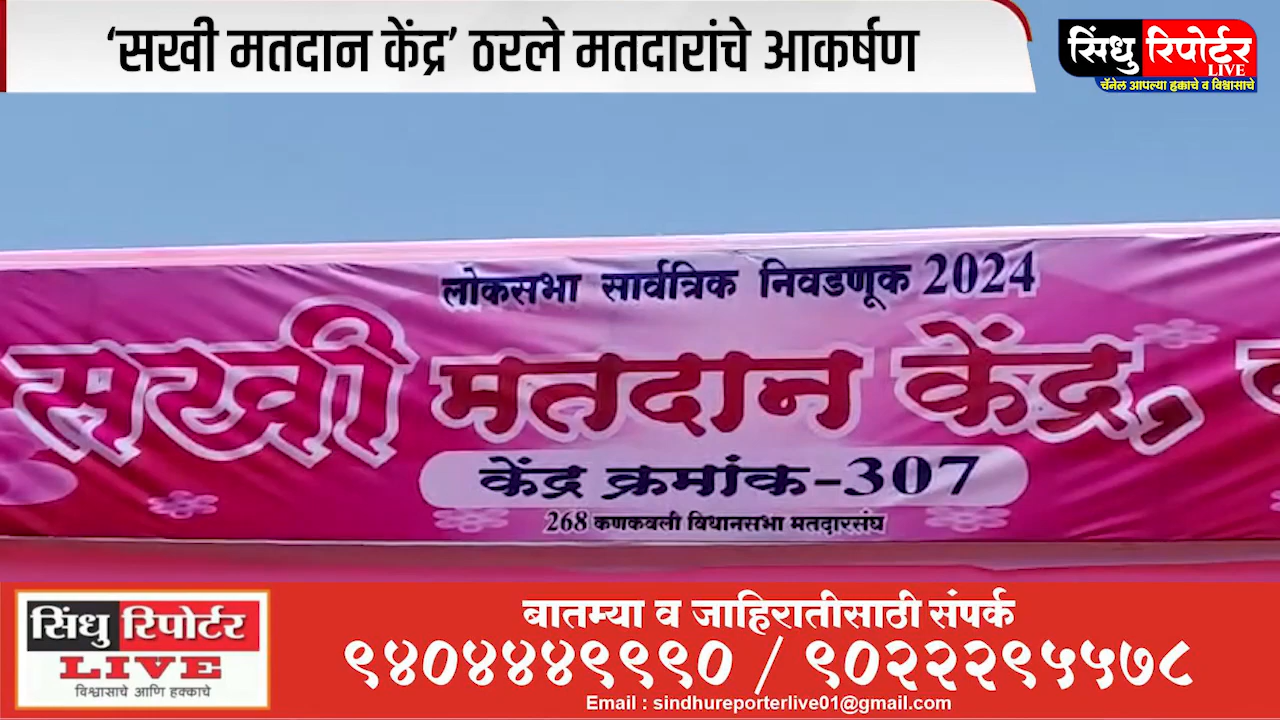 ‘सखी मतदान केंद्र’ ठरले मतदारांचे आकर्षण
सिंधु रिपोर्टर
LIVE
चॅनेल आपल्या हक्काचे व विश्वासाचे
लोकसभा सार्वत्रिक निवडणूक 2024
सखी मतदान केंद्र,
केंद्र क्रमांक-307
268 कणकवली विधानसभा मतदारसंघ
सिंधु रिपोर्टर
LIVE
विश्वासाचे आणि हक्काचे
बातम्या व जाहिरातीसाठी संपर्क
९४०४४४९९९० / ९०२२२९५५७८
Email : sindhureporterlive01@gmail.com